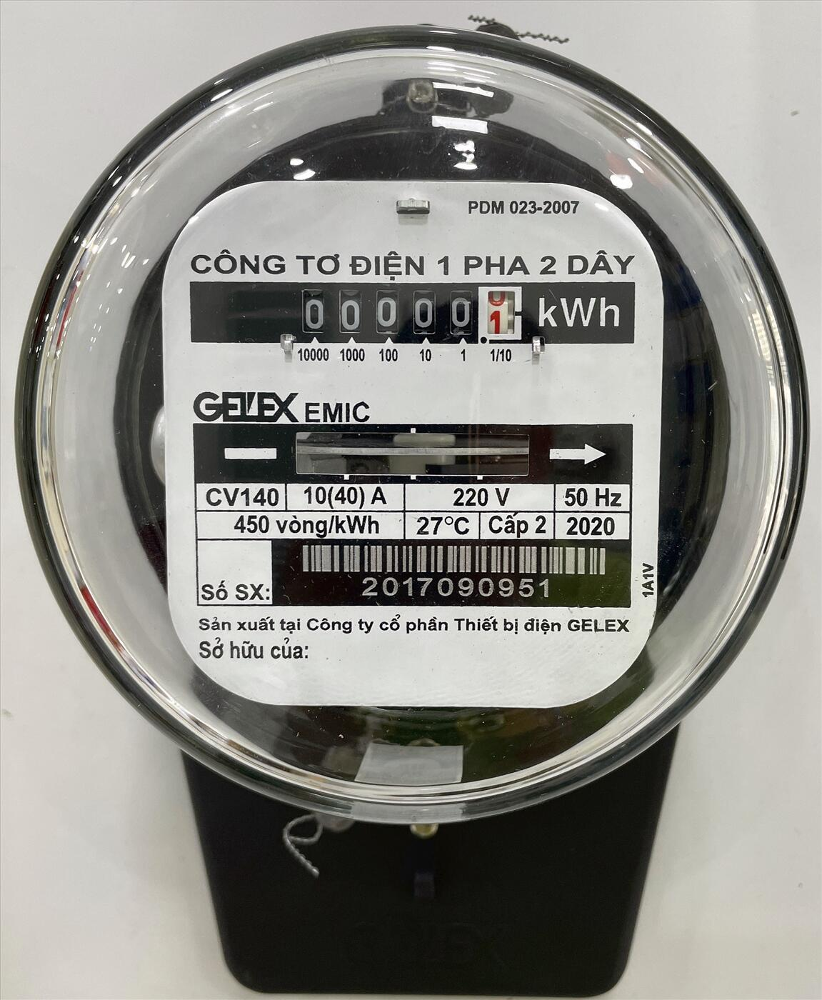 PDM 023-2007
CÔNG TƠ ĐIỆN 1 PHA 2 DÂY
0 0 0 0 0 1 kWh
10000 1000 100 10 1 1/10
GELEX EMIC
CV140 10(40) A 220 V 50 Hz
450 vòng/kWh 27°C Cấp 2 2020
2017090951
Số SX:
1A1V
Sản xuất tại Công ty cổ phần Thiết bị điện GELEX
Sở hữu của:
GELEX